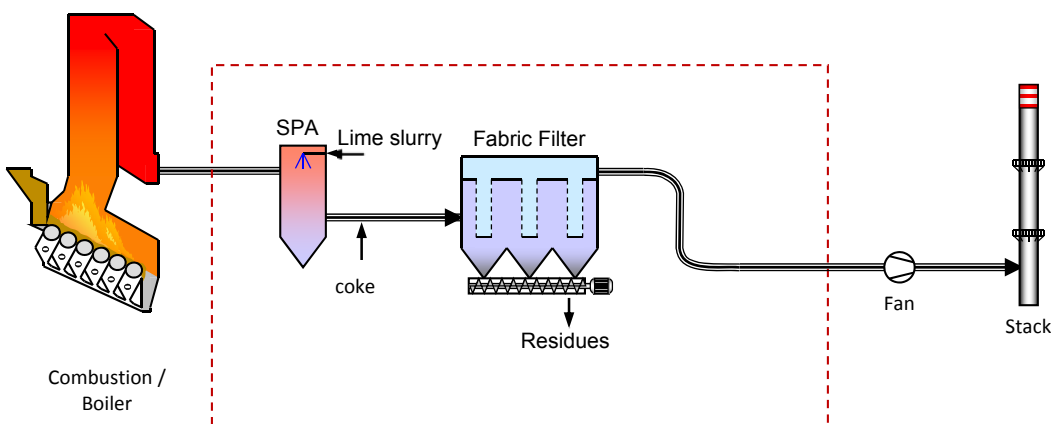 SPA
Lime slurry
Fabric Filter
coke
Residues
Fan
Stack
Combustion /
Boiler